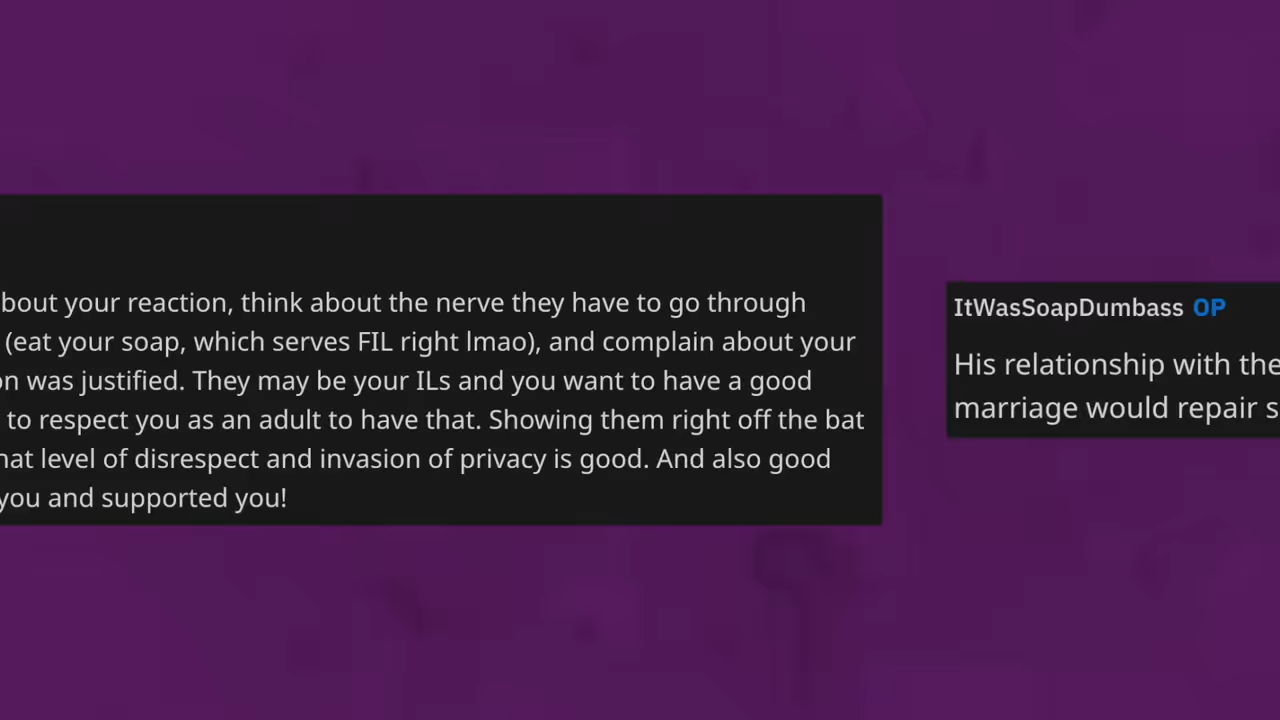 bout your reaction, think about the nerve they have to go through
(eat your soap, which serves FIL right lmao), and complain about your
on was justified. They may be your ILs and you want to have a good
to respect you as an adult to have that. Showing them right off the bat
hat level of disrespect and invasion of privacy is good. And also good
you and supported you!
ItWasSoapDumbass OP
His relationship with the
marriage would repair s